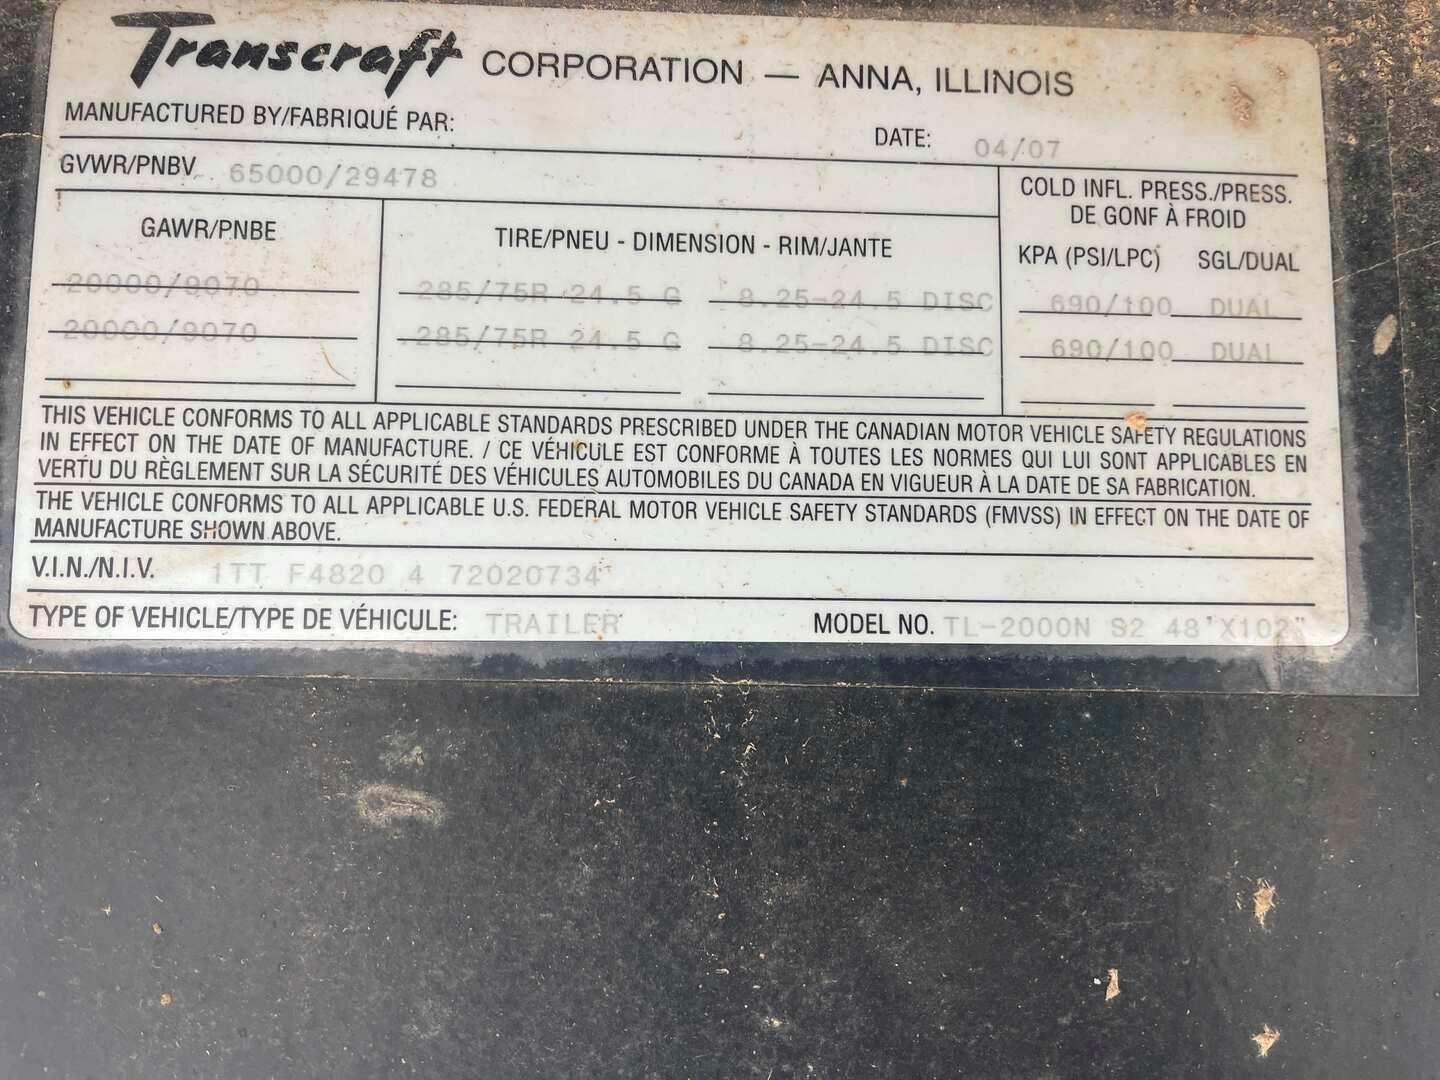 Transcraft CORPORATION — ANNA, ILLINOIS
MANUFACTURED BY/FABRIQUÉ PAR:
DATE: 04/07
GVWR/PNBV 65000/29478
COLD INFL. PRESS./PRESS.
DE GONF À FROID
GAWR/PNBE TIRE/PNEU - DIMENSION - RIM/JANTE KPA (PSI/LPC) SGL/DUAL
20000/9070 285/75R 24.5 G 8.25-24.5 DISC 690/100 DUAL
20000/9070 285/75R 24.5 G 8.25-24.5 DISC 690/100 DUAL
THIS VEHICLE CONFORMS TO ALL APPLICABLE STANDARDS PRESCRIBED UNDER THE CANADIAN MOTOR VEHICLE SAFETY REGULATIONS
IN EFFECT ON THE DATE OF MANUFACTURE. / CE VÉHICULE EST CONFORME À TOUTES LES NORMES QUI LUI SONT APPLICABLES EN
VERTU DU RÈGLEMENT SUR LA SÉCURITÉ DES VÉHICULES AUTOMOBILES DU CANADA EN VIGUEUR À LA DATE DE SA FABRICATION.
THE VEHICLE CONFORMS TO ALL APPLICABLE U.S. FEDERAL MOTOR VEHICLE SAFETY STANDARDS (FMVSS) IN EFFECT ON THE DATE OF
MANUFACTURE SHOWN ABOVE.
V.I.N./N.I.V. 1TT F4820 4 72020734
TYPE OF VEHICLE/TYPE DE VÉHICULE: TRAILER MODEL NO. TL-2000N S2 48'X102"